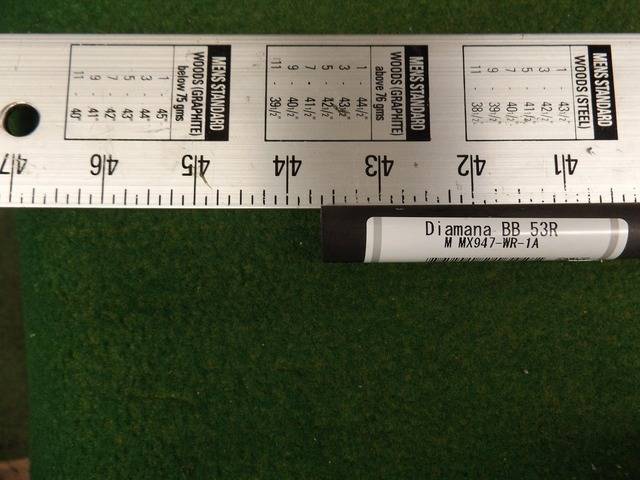 MEN'S STANDARD
WOODS (GRAPHITE)
below 75 gms
1 - 45"
3 - 44"
5 - 43"
7 - 42"
9 - 41"
11 - 40"
MEN'S STANDARD
WOODS (GRAPHITE)
above 76 gms
1 - 44½"
3 - 43½"
5 - 42½"
7 - 41½"
9 - 40½"
11 - 39½"
MEN'S STANDARD
WOODS (STEEL)
1 - 43½"
3 - 42½"
5 - 41½"
7 - 40½"
9 - 39½"
11 - 38½"
47 46 45 44 43 42 41
Diamana BB 53R
M MX947-WR-1A